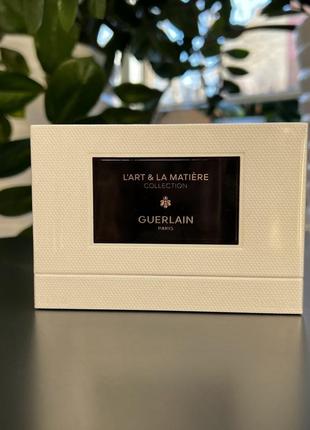 L'ART & LA MATIÈRE
COLLECTION
GUERLAIN
PARIS